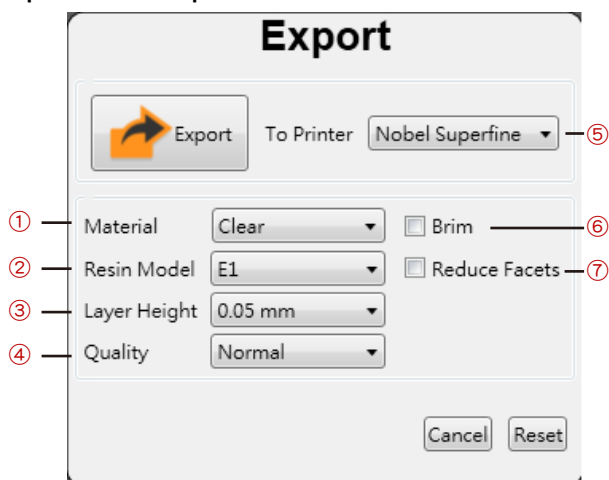 Export
Export To Printer Nobel Superfine ⑤
① Material Clear Brim ⑥
② Resin Model E1 Reduce Facets ⑦
③ Layer Height 0.05 mm
④ Quality Normal
Cancel Reset